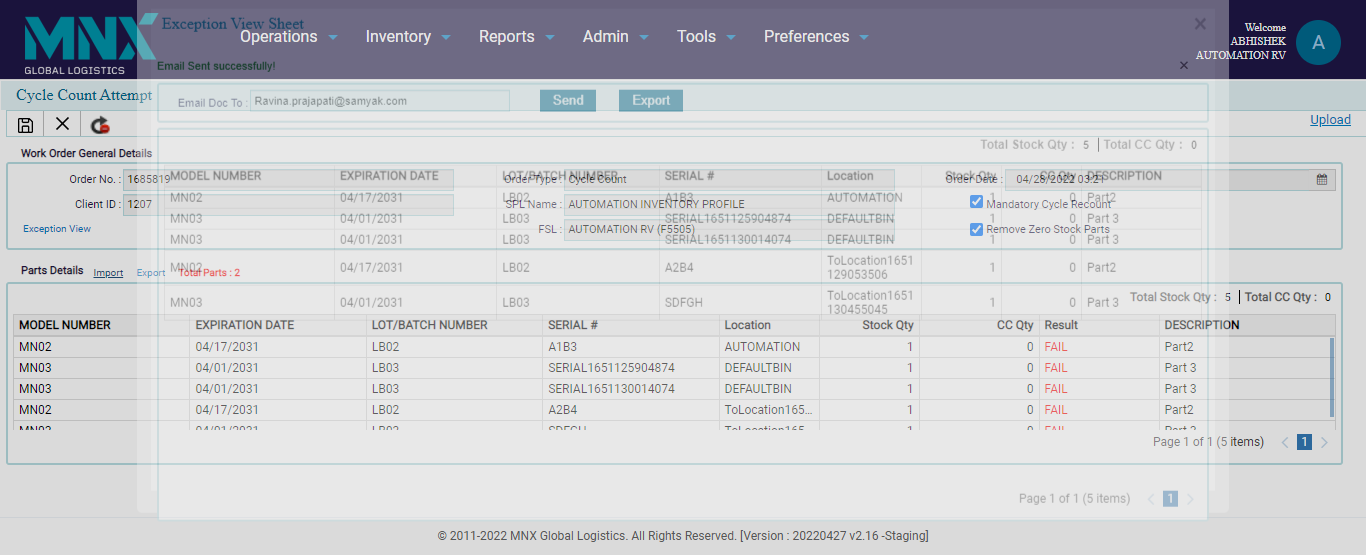 Exception View Sheet
MNX
GLOBAL LOGISTICS
Operations Inventory Reports Admin Tools Preferences
Welcome
ABHISHEK
AUTOMATION RV
A
Email Sent successfully!
Cycle Count Attempt
Email Doc To : Ravina.prajapati@samyak.com Send Export
Upload
Total Stock Qty : 5 Total CC Qty : 0
Work Order General Details
Order No. : 1685819 Order Type : Cycle Count Order Date : 04/28/2022 03:21
Client ID : 1207 SPL Name : AUTOMATION INVENTORY PROFILE Mandatory Cycle Recount
Exception View FSL : AUTOMATION RV (F5505) Remove Zero Stock Parts
MODEL NUMBER EXPIRATION DATE LOT/BATCH NUMBER SERIAL # Location Stock Qty CC Qty DESCRIPTION
MN02 04/17/2031 LB02 A1B3 AUTOMATION 1 0 Part2
MN03 04/01/2031 LB03 SERIAL1651125904874 DEFAULTBIN 1 0 Part 3
MN03 04/01/2031 LB03 SERIAL1651130014074 DEFAULTBIN 1 0 Part 3
MN02 04/17/2031 LB02 A2B4 ToLocation1651
129053506 1 0 Part2
MN03 04/01/2031 LB03 SDFGH ToLocation1651
130455045 1 0 Part 3
Parts Details Import Export Total Parts : 2
Total Stock Qty : 5 Total CC Qty : 0
MODEL NUMBER EXPIRATION DATE LOT/BATCH NUMBER SERIAL # Location Stock Qty CC Qty Result DESCRIPTION
MN02 04/17/2031 LB02 A1B3 AUTOMATION 1 0 FAIL Part2
MN03 04/01/2031 LB03 SERIAL1651125904874 DEFAULTBIN 1 0 FAIL Part 3
MN03 04/01/2031 LB03 SERIAL1651130014074 DEFAULTBIN 1 0 FAIL Part 3
MN02 04/17/2031 LB02 A2B4 ToLocation165... 1 0 FAIL Part2
MN03 04/01/2031 LB03 SDFGH ToLocation165... 1 0 FAIL Part 3
Page 1 of 1 (5 items) 1
Page 1 of 1 (5 items) 1
© 2011-2022 MNX Global Logistics. All Rights Reserved. [Version : 20220427 v2.16 -Staging]